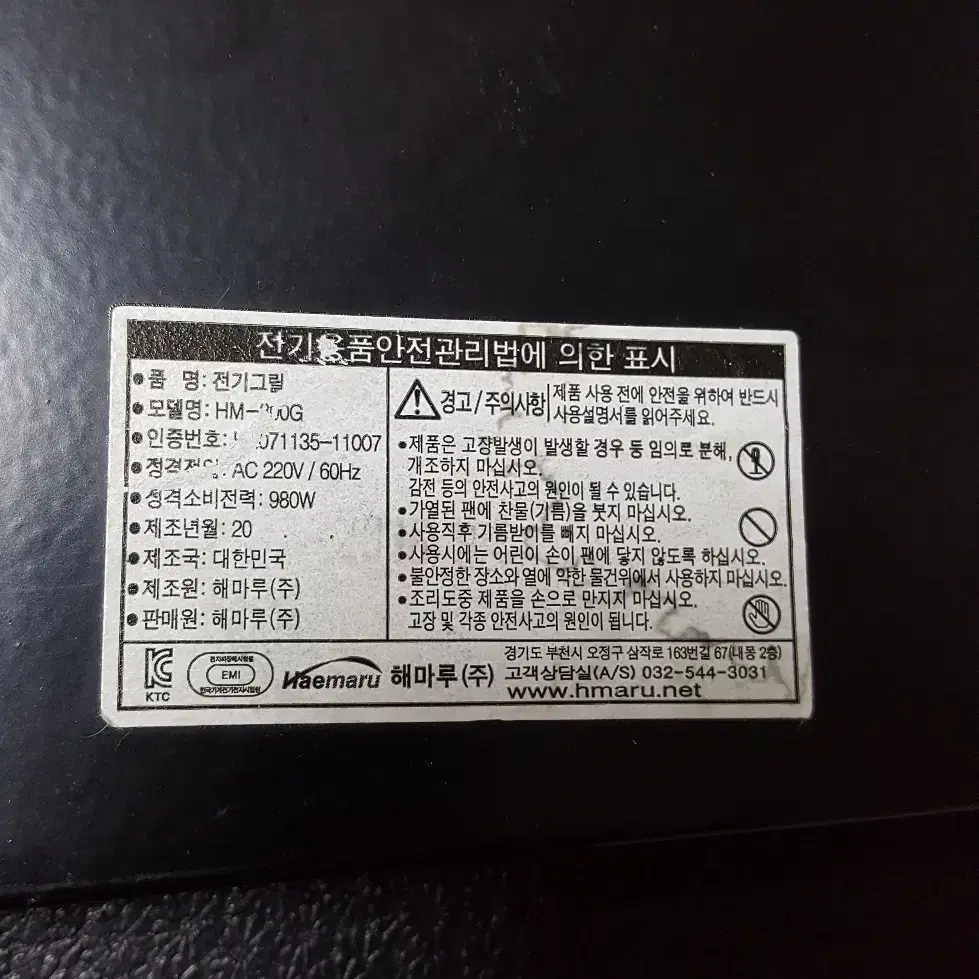 전기용품안전관리법에 의한 표시
• 품 명: 전기그릴
• 모델명:
• 인증번호:
• 정격전압: AC 220V / 60Hz
• 정격소비전력: 980W
• 제조년월: 20 . .
• 제조국: 대한민국
• 제조원: 해마루(주)
• 판매원: 해마루(주)
경고/주의사항
제품 사용 전에 안전을 위하여 반드시
사용설명서를 읽어주세요.
• 제품은 고장발생이 발생할 경우 등 임의로 분해,
개조하지 마십시오.
감전 등의 안전사고의 원인이 될 수 있습니다.
• 가열된 팬에 찬물(기름)을 붓지 마십시오.
• 사용직후 기름받이를 빼지 마십시오.
• 사용시에는 어린이 손이 팬에 닿지 않도록 하십시오.
• 불안정한 장소와 열에 약한 물건위에서 사용하지 마십시오.
• 조리도중 제품을 손으로 만지지 마십시오.
고장 및 각종 안전사고의 원인이 됩니다.
KTC
EMI
Haemaru 해마루(주)
경기도 부천시 오정구 삼작로 163번길 67(내동 2층)
고객상담실(A/S) 032-544-3031
www.hmaru.net